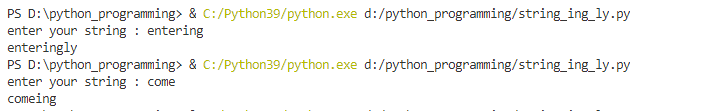 PS D:\python_programming> & C:/Python39/python.exe d:/python_programming/string_ing_ly.py
enter your string : entering
enteringly
PS D:\python_programming> & C:/Python39/python.exe d:/python_programming/string_ing_ly.py
enter your string : come
comeing